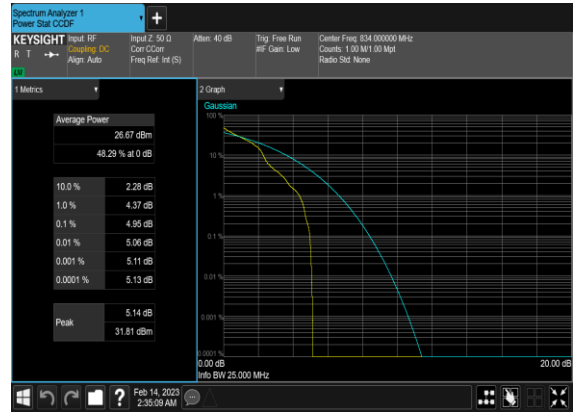 Spectrum Analyzer 1
Power Stat CCDF
KEYSIGHT
R T
LW
Input: RF
Coupling: DC
Align: Auto
Input Z: 50 Ω
Corr CCorr
Freq Ref: Int (S)
Atten: 40 dB
Trig: Free Run
#IF Gain: Low
Center Freq: 834.000000 MHz
Counts: 1.00 M/1.00 Mpt
Radio Std: None
1 Metrics
Average Power
26.67 dBm
48.29 % at 0 dB
10.0 % 2.28 dB
1.0 % 4.37 dB
0.1 % 4.95 dB
0.01 % 5.06 dB
0.001 % 5.11 dB
0.0001 % 5.13 dB
Peak 5.14 dB
31.81 dBm
2 Graph
Gaussian
100 %
10 %
1 %
0.1 %
0.01 %
0.001 %
0.0001 %
0.00 dB 20.00 dB
Info BW 25.000 MHz
? Feb 14, 2023
2:35:09 AM